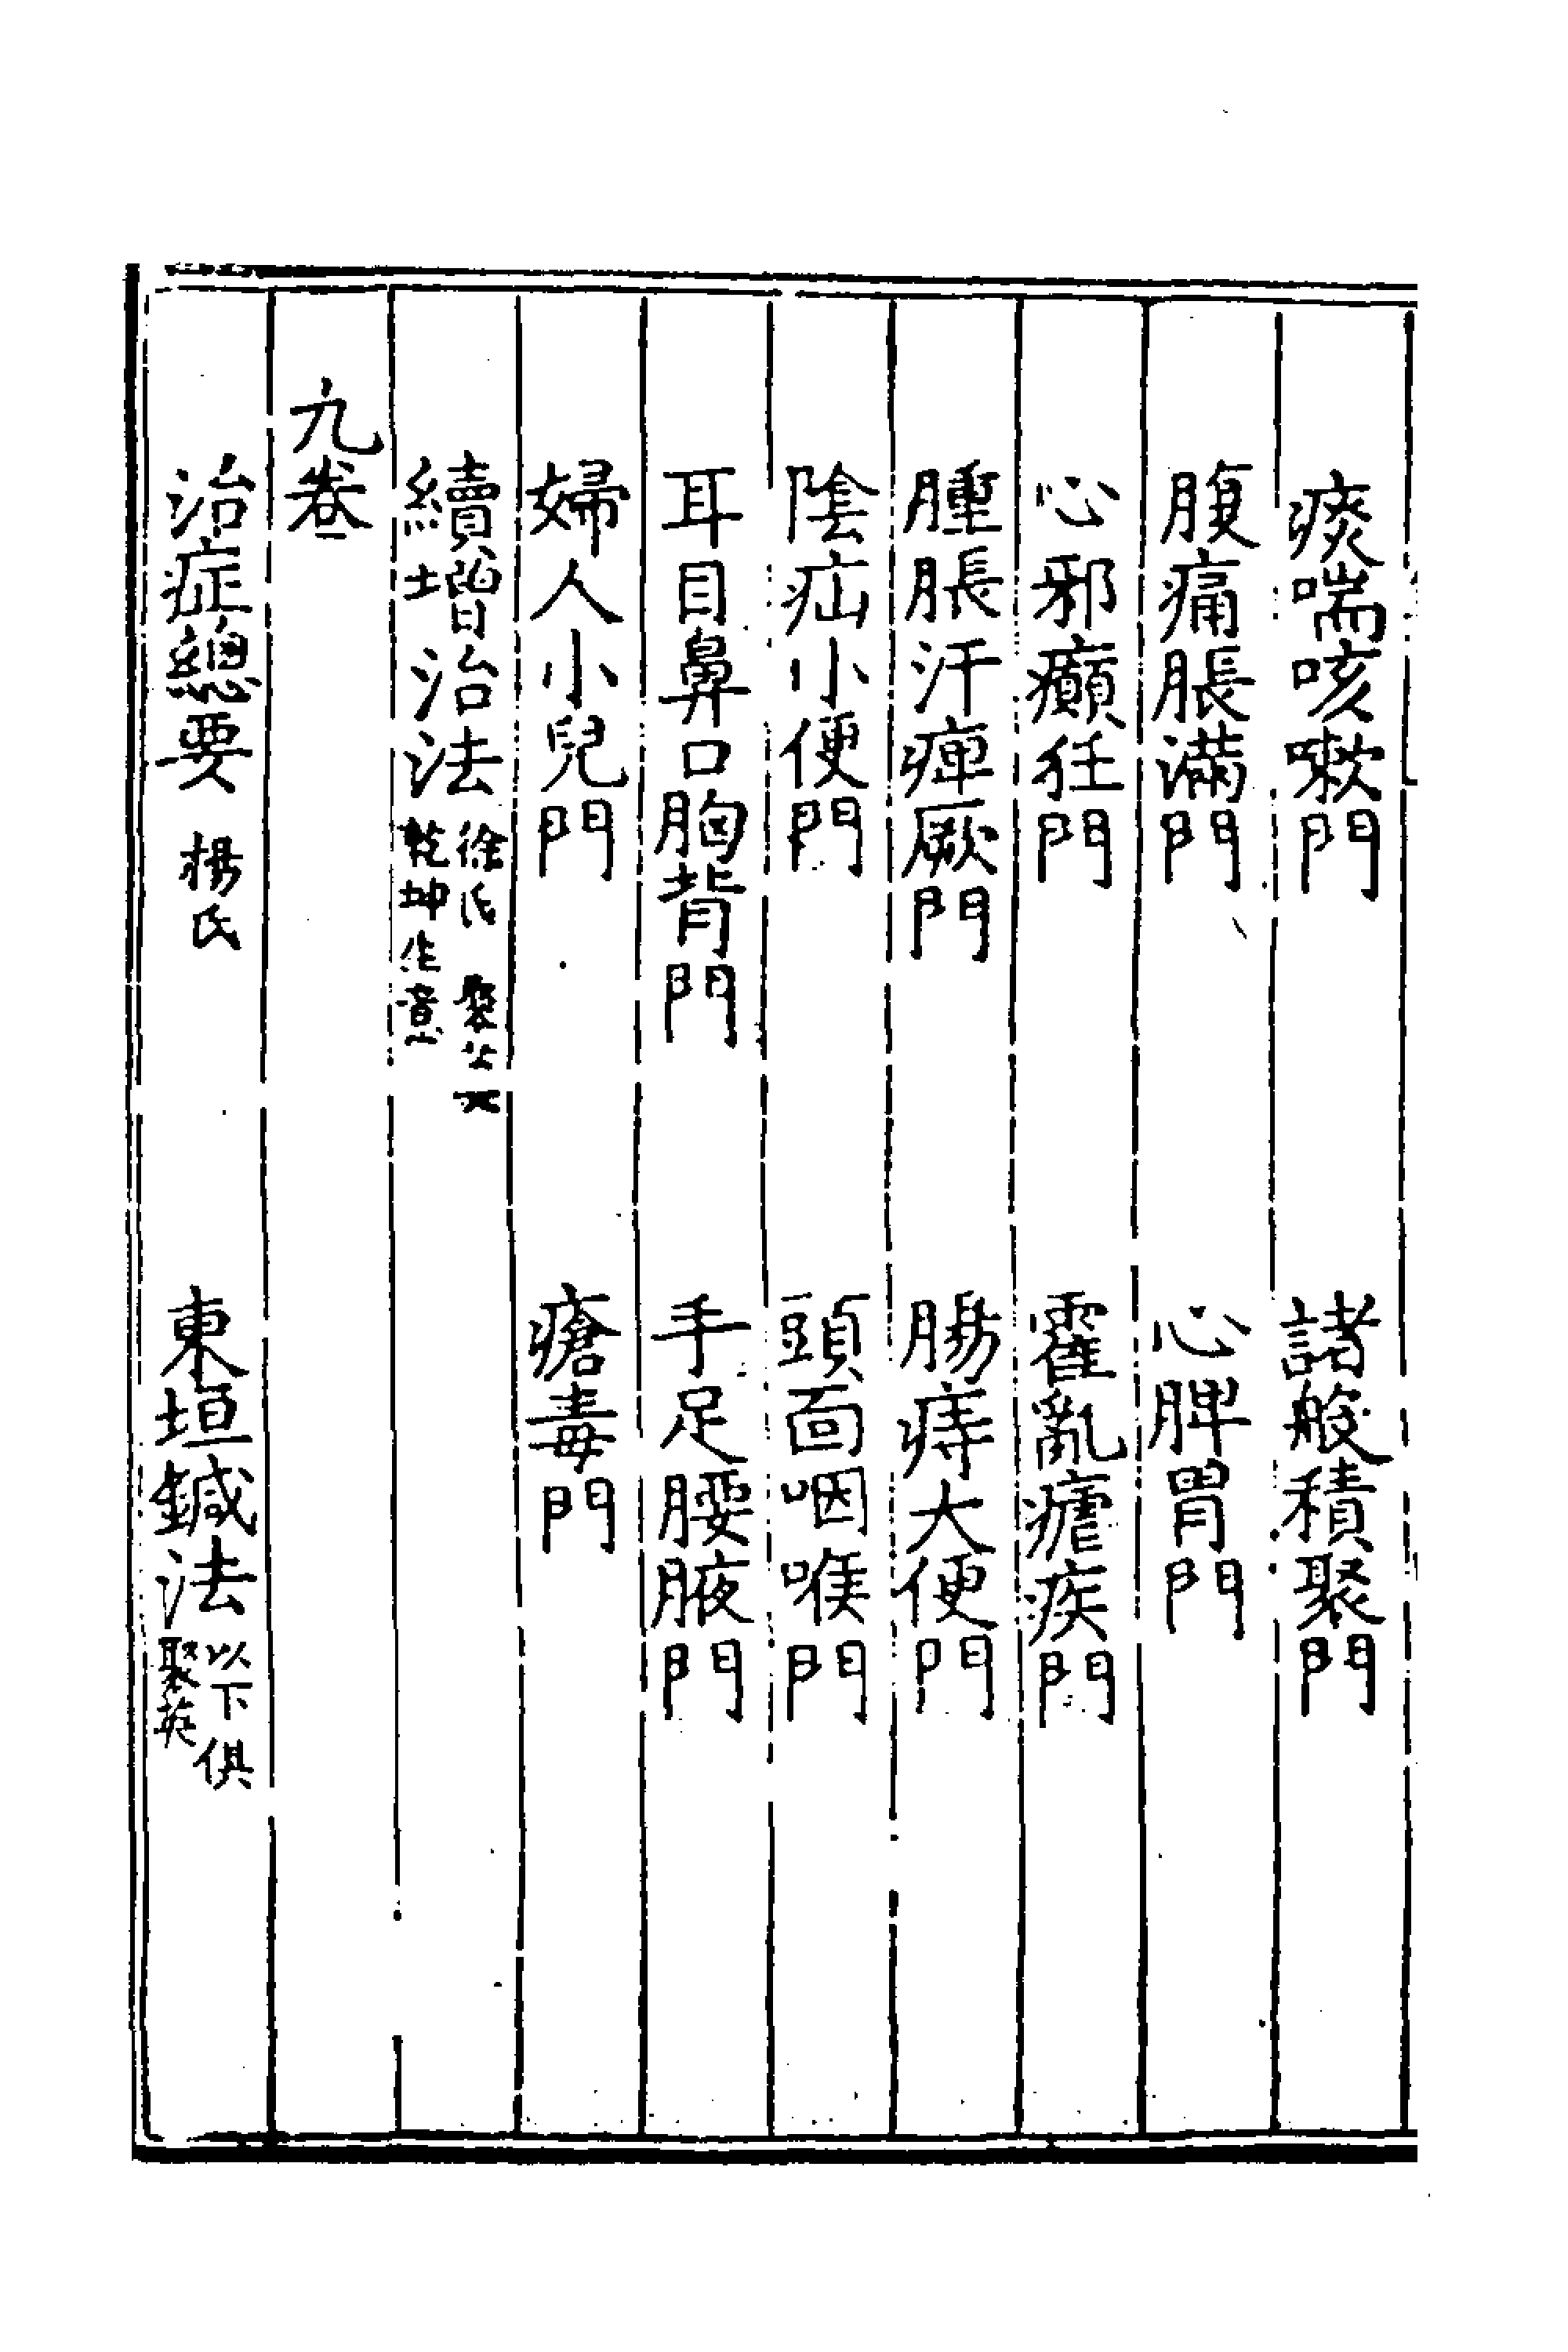 痰喘咳嗽門　諸般積聚門
腹痛脹滿門　心脾胃門
心邪癲狂門　霍亂瘧疾門
腫脹汗痺厥門　腸痔大便門
陰疝小便門　頭面咽喉門
耳目鼻口胸背門　手足腰腋門
婦人小兒門　瘡毒門
續增治法 徐氏 聚英 乾坤生意
九卷
治症總要 楊氏　東垣鍼法 以下俱聚英